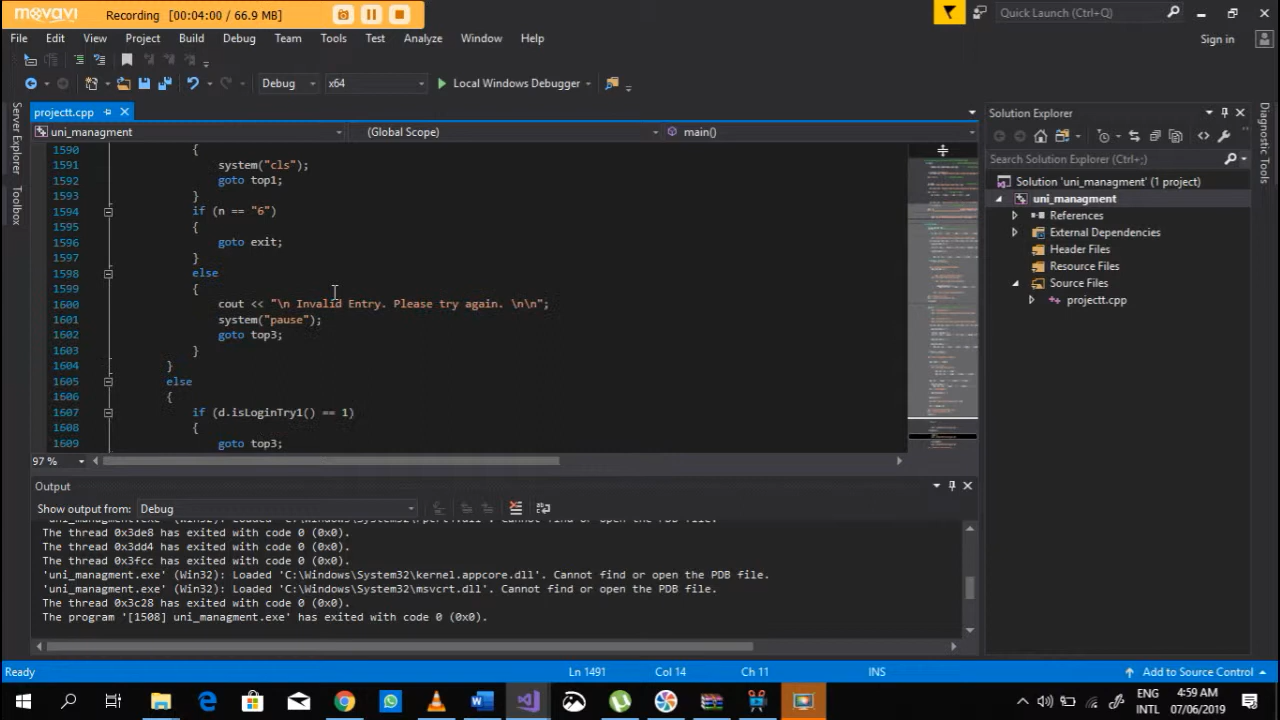 movavi Recording [00:04:00 / 66.9 MB] Quick Launch (Ctrl+Q)
File Edit View Project Build Debug Team Tools Test Analyze Window Help Sign in
Debug x64 Local Windows Debugger
Server Explorer
Toolbox
projectt.cpp
uni_managment (Global Scope) main()
1590 {
1591 system("cls");
1592 goto top1;
1593 }
1594 if (n == "6")
1595 {
1596 goto exit;
1597 }
1598 else
1599 {
1600 cout << "\n Invalid Entry. Please try again. \n\n";
1601 system("pause");
1602 goto top3;
1603 }
1604 }
1605 else
1606 {
1607 if (d.isLoginTry1() == 1)
1608 {
1609 goto top3;
97 %
Solution Explorer
Search Solution Explorer (Ctrl+;)
Solution 'uni_managment' (1 project)
uni_managment
References
External Dependencies
Header Files
Resource Files
Source Files
projectt.cpp
Diagnostic Tools
Output
Show output from: Debug
The thread 0x3de8 has exited with code 0 (0x0).
The thread 0x3dd4 has exited with code 0 (0x0).
The thread 0x3fcc has exited with code 0 (0x0).
'uni_managment.exe' (Win32): Loaded 'C:\Windows\System32\kernel.appcore.dll'. Cannot find or open the PDB file.
'uni_managment.exe' (Win32): Loaded 'C:\Windows\System32\msvcrt.dll'. Cannot find or open the PDB file.
The thread 0x3c28 has exited with code 0 (0x0).
The program '[1508] uni_managment.exe' has exited with code 0 (0x0).
Ready Ln 1491 Col 14 Ch 11 INS Add to Source Control
ENG 4:59 AM
INTL 07/06/2019